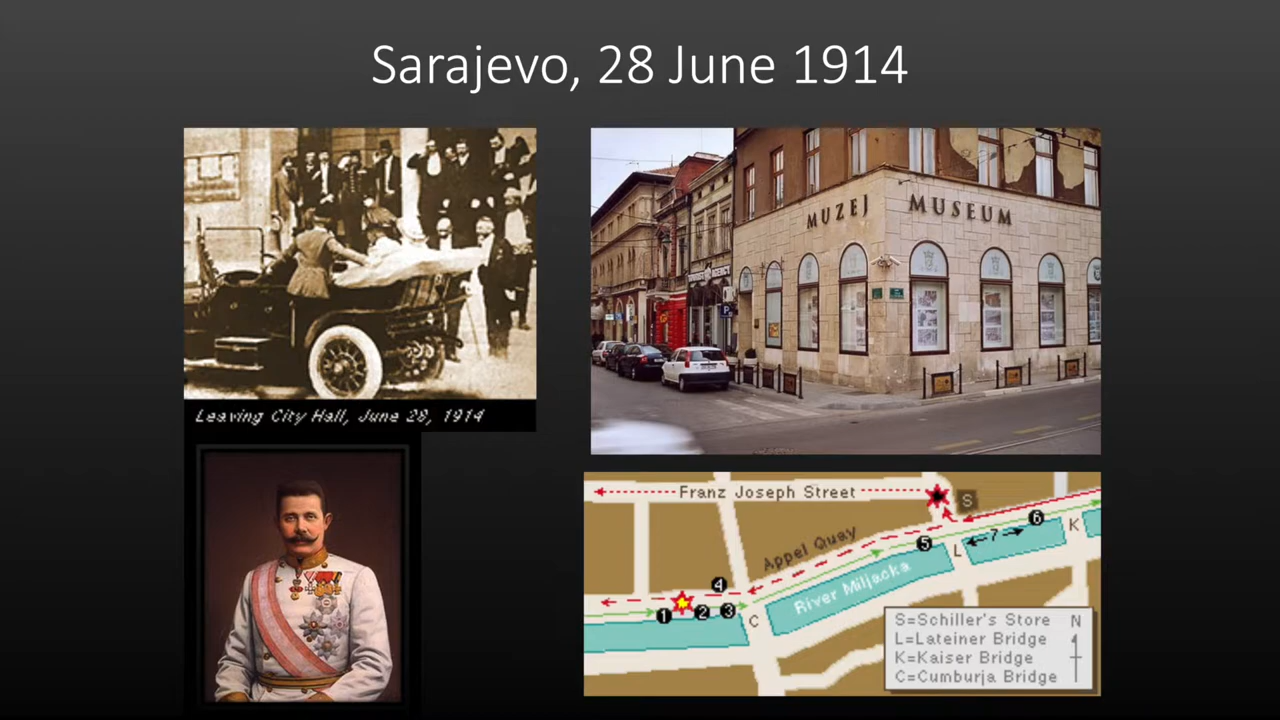 Sarajevo, 28 June 1914
Leaving City Hall, June 28, 1914
MUZEJ MUSEUM
P
Franz Joseph Street
S
Appel Quay
River Miljacka
1
2
3
4
5
6
7
C
L
K
S=Schiller's Store N
L=Lateiner Bridge
K=Kaiser Bridge
C=Cumburja Bridge